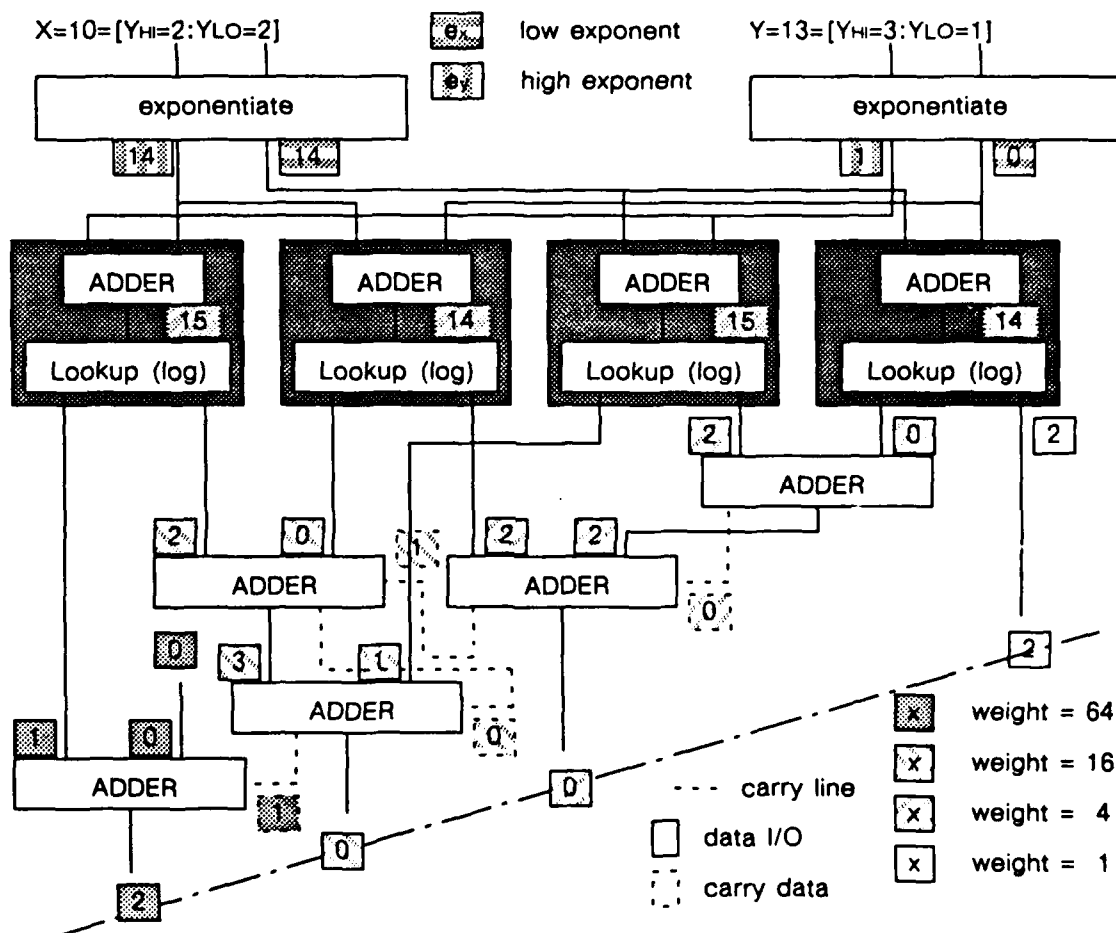 X=10=[YHI=2:YLO=2]
ex low exponent
Y=13=[YHI=3:YLO=1]
ey high exponent
exponentiate
exponentiate
14
14
1
0
ADDER
ADDER
ADDER
ADDER
15
14
15
14
Lookup (log)
Lookup (log)
Lookup (log)
Lookup (log)
2
0
2
ADDER
2
0
1
2
2
ADDER
ADDER
0
0
3
1
2
ADDER
0
x weight = 64
1
0
x weight = 16
ADDER
1
0
carry line
x weight = 4
0
data I/O
x weight = 1
2
carry data